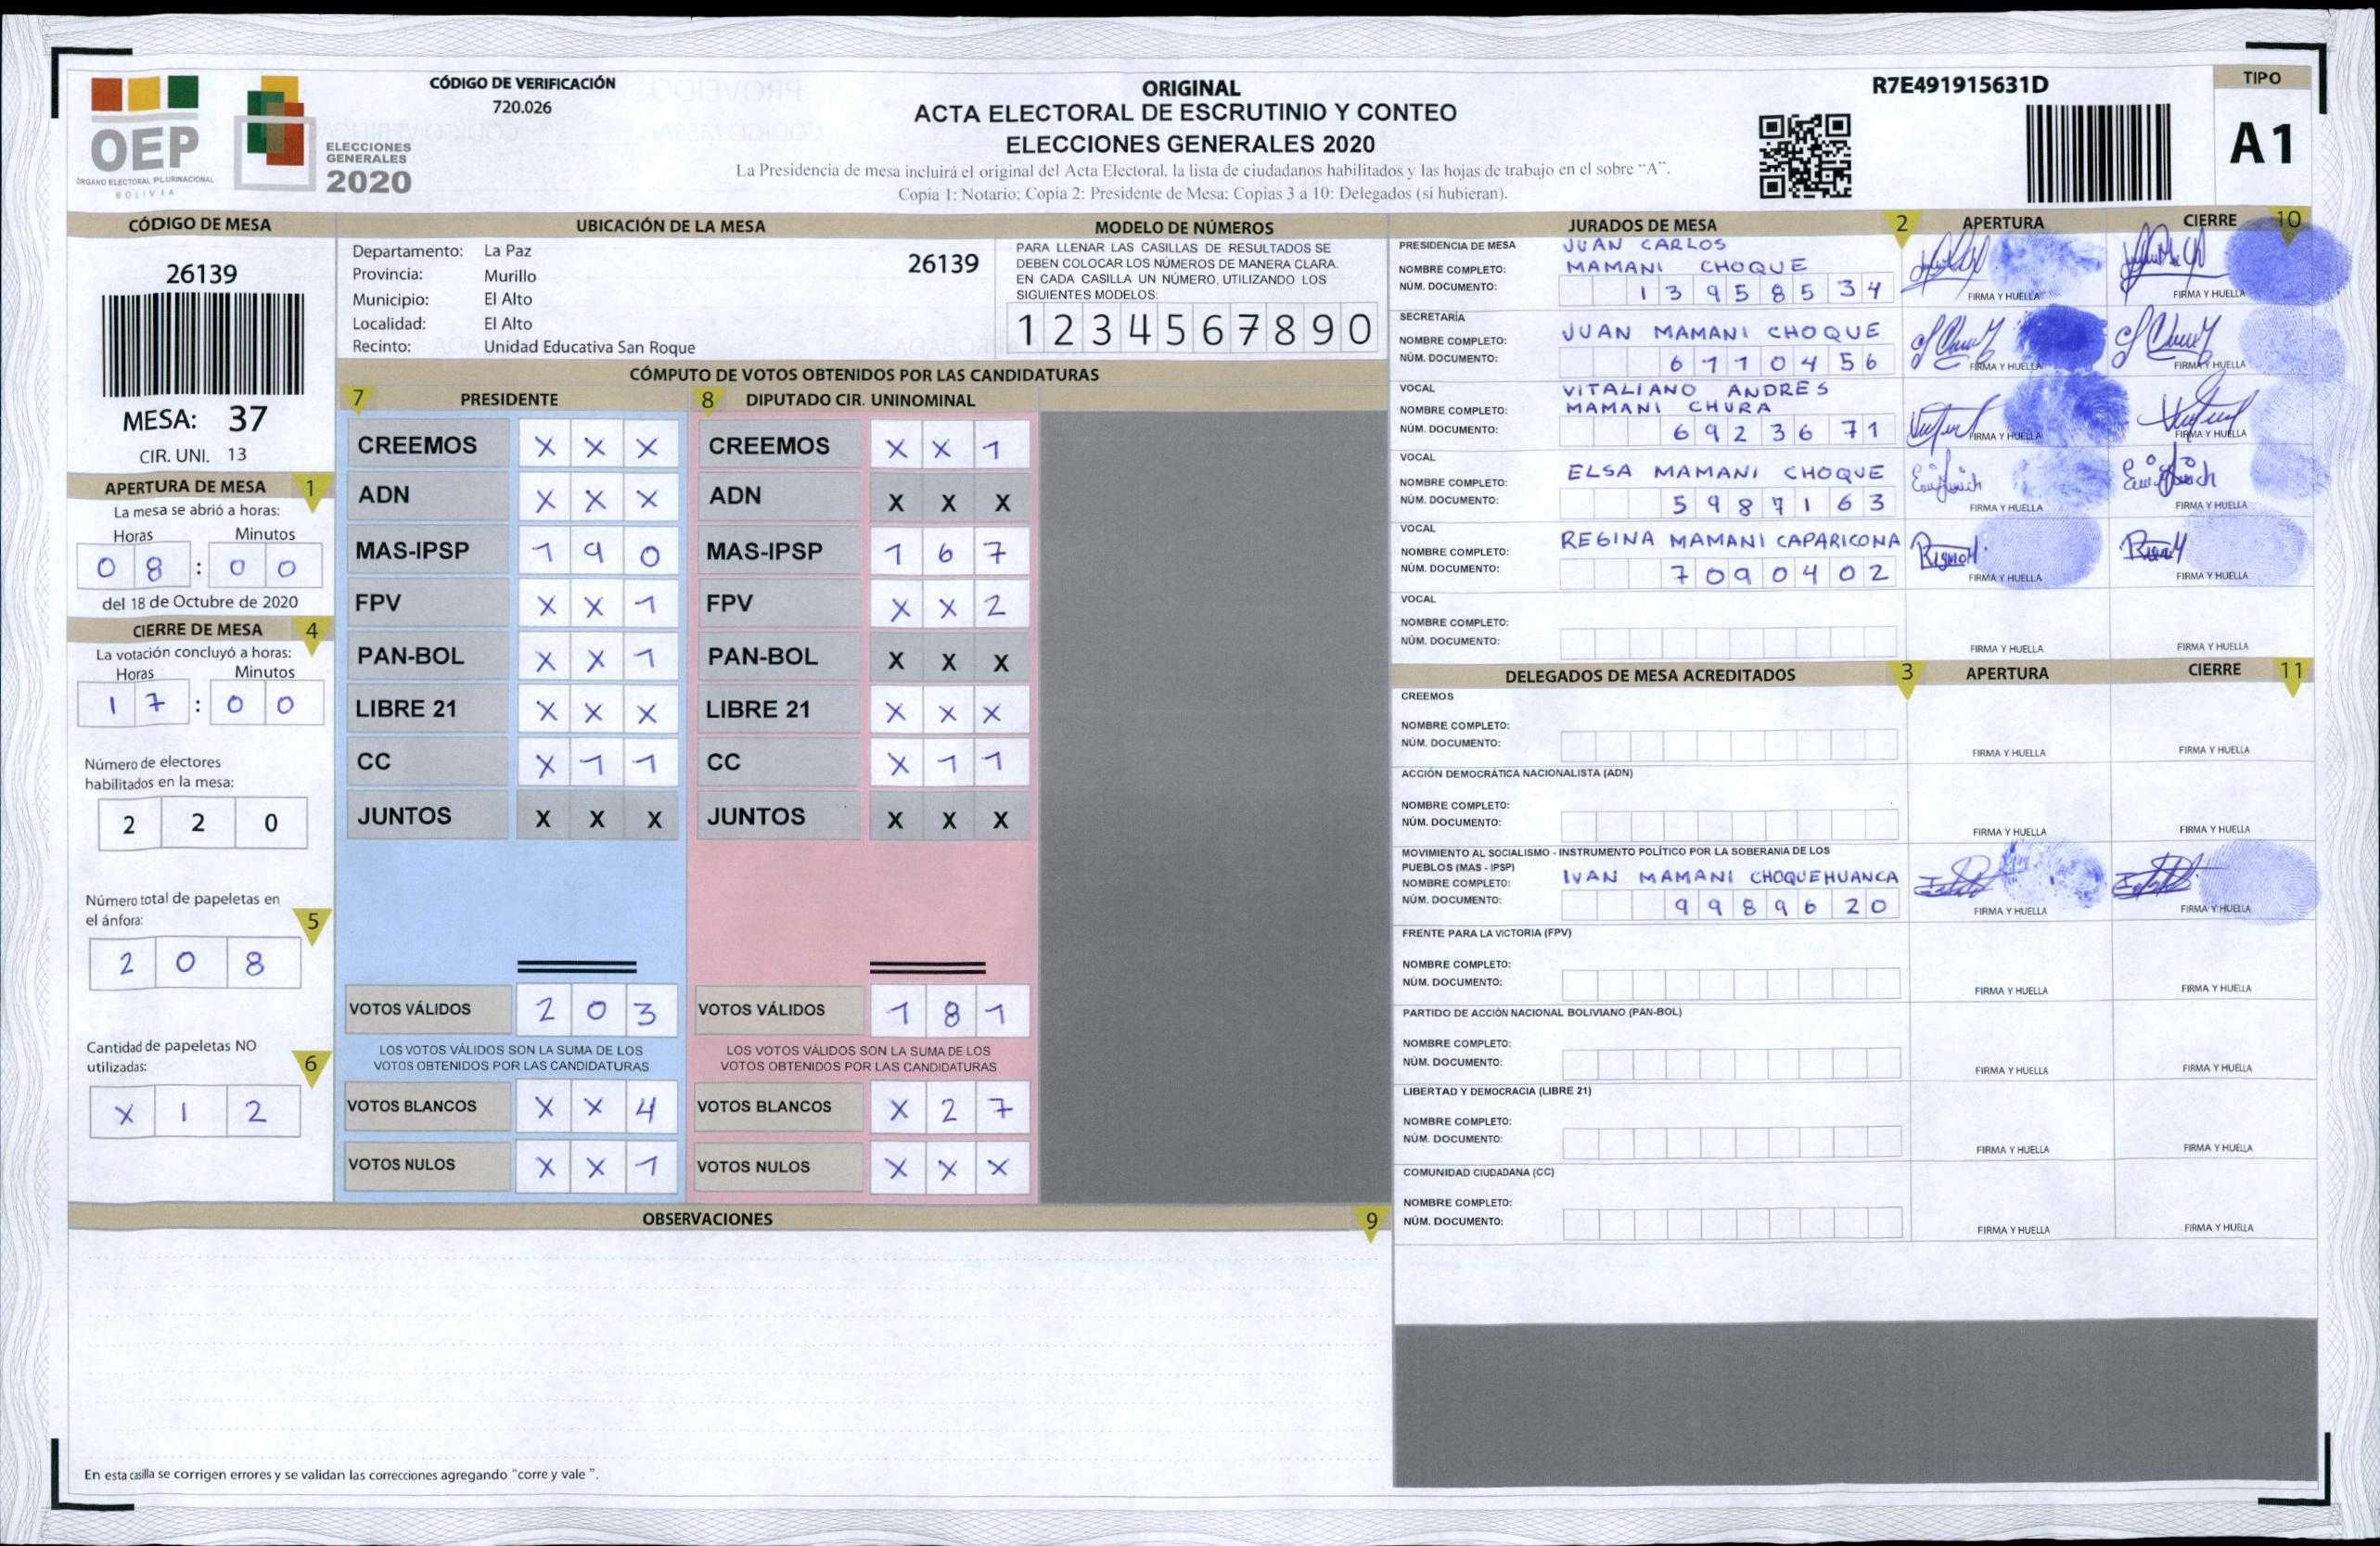 CÓDIGO DE VERIFICACIÓN
720.026
OEP
ÓRGANO ELECTORAL PLURINACIONAL
BOLIVIA
ELECCIONES
GENERALES
2020
ORIGINAL
ACTA ELECTORAL DE ESCRUTINIO Y CONTEO
ELECCIONES GENERALES 2020
La Presidencia de mesa incluirá el original del Acta Electoral, la lista de ciudadanos habilitados y las hojas de trabajo en el sobre “A”.
Copia 1: Notario; Copia 2: Presidente de Mesa: Copias 3 a 10: Delegados (si hubieran).
R7E491915631D
TIPO
A1
CÓDIGO DE MESA
26139
MESA: 37
CIR. UNI. 13
APERTURA DE MESA 1
La mesa se abrió a horas:
Horas Minutos
0 8 : 0 0
del 18 de Octubre de 2020
CIERRE DE MESA 4
La votación concluyó a horas:
Horas Minutos
1 7 : 0 0
Número de electores
habilitados en la mesa:
2 2 0
Número total de papeletas en
el ánfora: 5
2 0 8
Cantidad de papeletas NO
utilizadas: 6
X 1 2
UBICACIÓN DE LA MESA
Departamento: La Paz
Provincia: Murillo
Municipio: El Alto
Localidad: El Alto
Recinto: Unidad Educativa San Roque
26139
MODELO DE NÚMEROS
PARA LLENAR LAS CASILLAS DE RESULTADOS SE
DEBEN COLOCAR LOS NÚMEROS DE MANERA CLARA.
EN CADA CASILLA UN NÚMERO, UTILIZANDO LOS
SIGUIENTES MODELOS:
1 2 3 4 5 6 7 8 9 0
CÓMPUTO DE VOTOS OBTENIDOS POR LAS CANDIDATURAS
7 PRESIDENTE
CREEMOS X X X
ADN X X X
MAS-IPSP 1 9 0
FPV X X 1
PAN-BOL X X 1
LIBRE 21 X X X
CC X 1 1
JUNTOS X X X
VOTOS VÁLIDOS 2 0 3
LOS VOTOS VÁLIDOS SON LA SUMA DE LOS
VOTOS OBTENIDOS POR LAS CANDIDATURAS
VOTOS BLANCOS X X 4
VOTOS NULOS X X 1
8 DIPUTADO CIR. UNINOMINAL
CREEMOS X X 1
ADN X X X
MAS-IPSP 1 6 7
FPV X X 2
PAN-BOL X X X
LIBRE 21 X X X
CC X 1 1
JUNTOS X X X
VOTOS VÁLIDOS 1 8 1
LOS VOTOS VÁLIDOS SON LA SUMA DE LOS
VOTOS OBTENIDOS POR LAS CANDIDATURAS
VOTOS BLANCOS X 2 7
VOTOS NULOS X X X
OBSERVACIONES 9
En esta casilla se corrigen errores y se validan las correcciones agregando “corre y vale ”.
JURADOS DE MESA 2 APERTURA CIERRE 10
PRESIDENCIA DE MESA JUAN CARLOS
NOMBRE COMPLETO: MAMANI CHOQUE
NÚM. DOCUMENTO: 1 3 9 5 8 5 3 4
FIRMA Y HUELLA FIRMA Y HUELLA
SECRETARÍA
NOMBRE COMPLETO: JUAN MAMANI CHOQUE
NÚM. DOCUMENTO: 6 1 1 0 4 5 6
FIRMA Y HUELLA FIRMA Y HUELLA
VOCAL VITALIANO ANDRES
NOMBRE COMPLETO: MAMANI CHURA
NÚM. DOCUMENTO: 6 9 2 3 6 7 1
FIRMA Y HUELLA FIRMA Y HUELLA
VOCAL
NOMBRE COMPLETO: ELSA MAMANI CHOQUE
NÚM. DOCUMENTO: 5 9 8 7 1 6 3
FIRMA Y HUELLA FIRMA Y HUELLA
VOCAL
NOMBRE COMPLETO: REGINA MAMANI CAPARICONA
NÚM. DOCUMENTO: 7 0 9 0 4 0 2
FIRMA Y HUELLA FIRMA Y HUELLA
VOCAL
NOMBRE COMPLETO:
NÚM. DOCUMENTO:
FIRMA Y HUELLA FIRMA Y HUELLA
DELEGADOS DE MESA ACREDITADOS 3 APERTURA CIERRE 11
CREEMOS
NOMBRE COMPLETO:
NÚM. DOCUMENTO:
FIRMA Y HUELLA FIRMA Y HUELLA
ACCIÓN DEMOCRÁTICA NACIONALISTA (ADN)
NOMBRE COMPLETO:
NÚM. DOCUMENTO:
FIRMA Y HUELLA FIRMA Y HUELLA
MOVIMIENTO AL SOCIALISMO - INSTRUMENTO POLÍTICO POR LA SOBERANIA DE LOS
PUEBLOS (MAS - IPSP)
NOMBRE COMPLETO: IVAN MAMANI CHOQUEHUANCA
NÚM. DOCUMENTO: 9 9 8 9 6 2 0
FIRMA Y HUELLA FIRMA Y HUELLA
FRENTE PARA LA VICTORIA (FPV)
NOMBRE COMPLETO:
NÚM. DOCUMENTO:
FIRMA Y HUELLA FIRMA Y HUELLA
PARTIDO DE ACCIÓN NACIONAL BOLIVIANO (PAN-BOL)
NOMBRE COMPLETO:
NÚM. DOCUMENTO:
FIRMA Y HUELLA FIRMA Y HUELLA
LIBERTAD Y DEMOCRACIA (LIBRE 21)
NOMBRE COMPLETO:
NÚM. DOCUMENTO:
FIRMA Y HUELLA FIRMA Y HUELLA
COMUNIDAD CIUDADANA (CC)
NOMBRE COMPLETO:
NÚM. DOCUMENTO:
FIRMA Y HUELLA FIRMA Y HUELLA